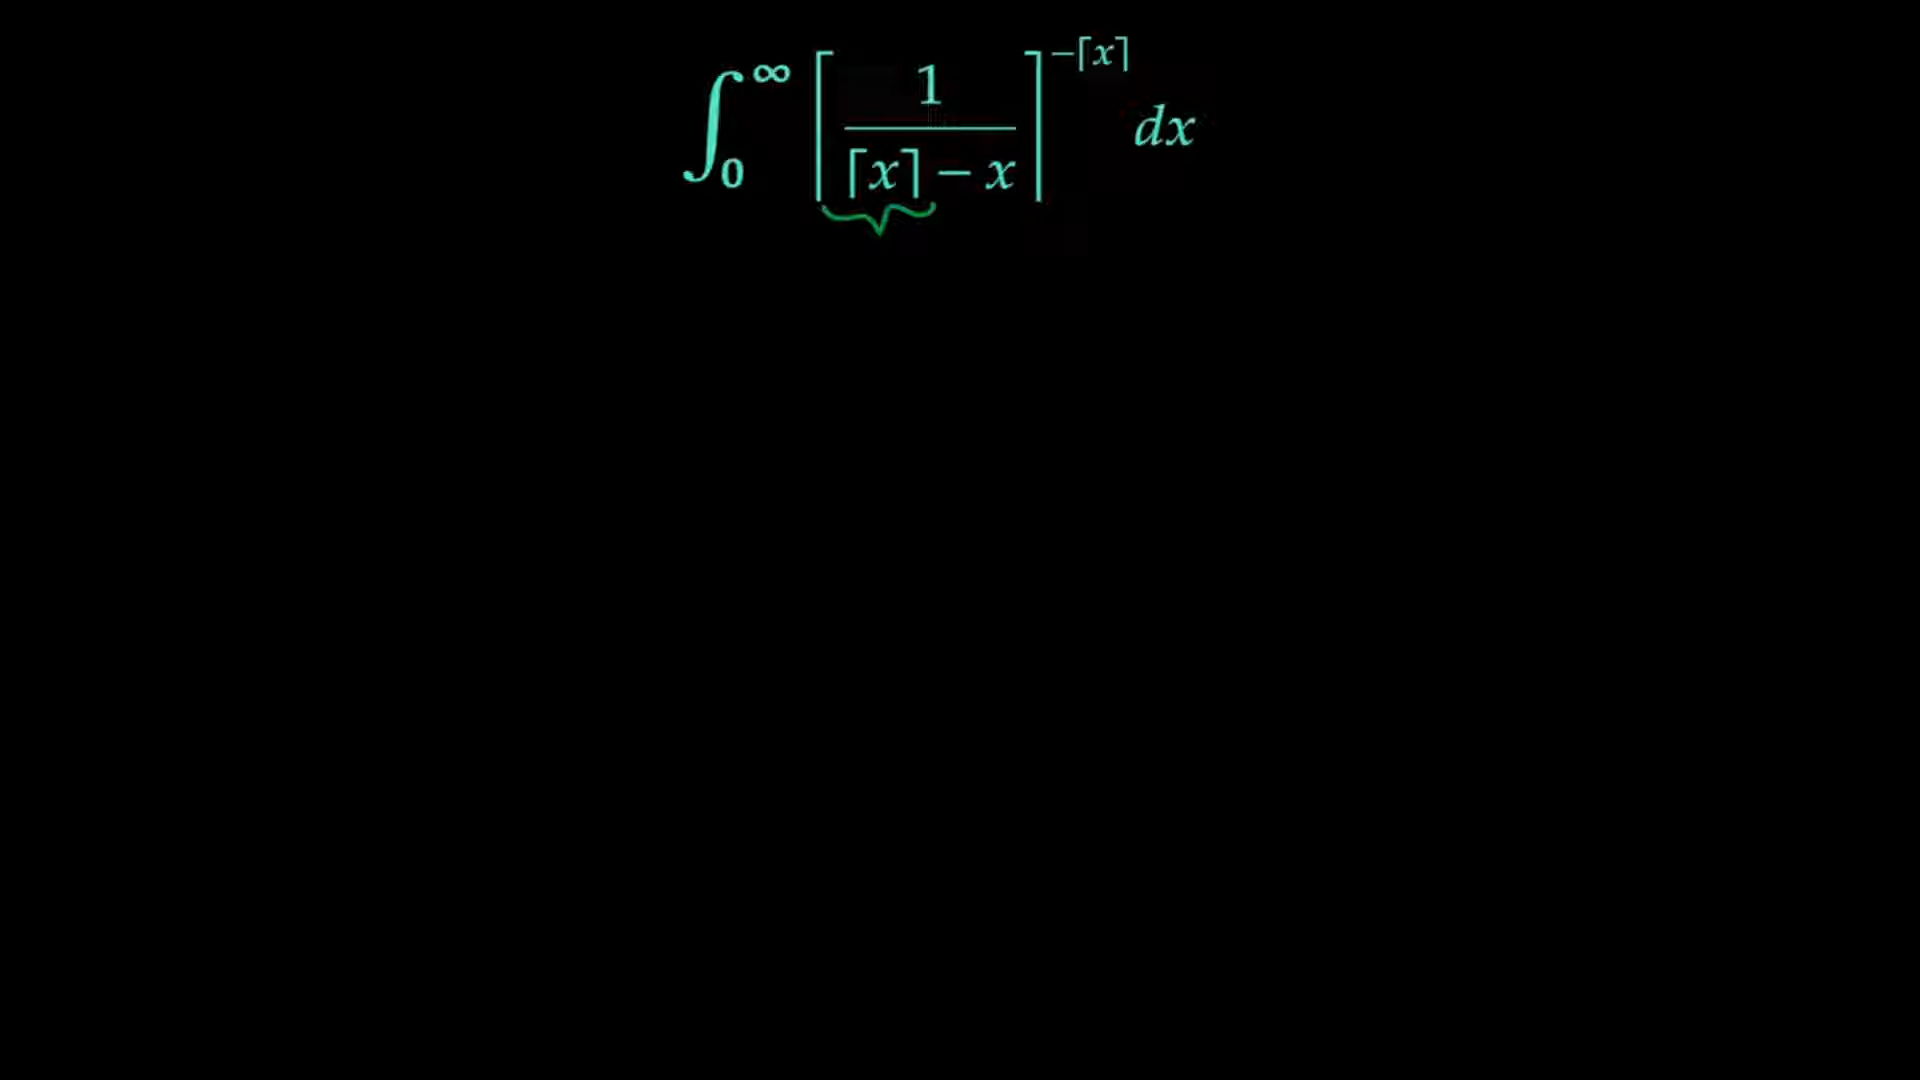 ∫₀^∞ ⌈1/(⌈x⌉ − x)⌉^(−⌈x⌉) dx